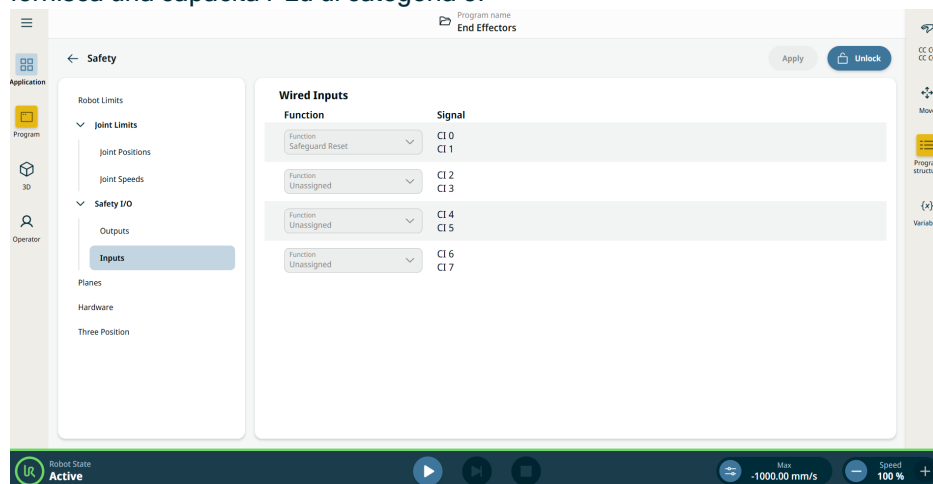 Program name
End Effectors
Safety
Apply
Unlock
Application
Robot Limits
Wired Inputs
Function
Signal
Joint Limits
Function
Safeguard Reset
CI 0
CI 1
Program
Joint Positions
Joint Speeds
Function
Unassigned
CI 2
CI 3
3D
Safety I/O
Function
Unassigned
CI 4
CI 5
Outputs
Operator
Inputs
Function
Unassigned
CI 6
CI 7
Planes
Hardware
Three Position
{x}
UR
Robot State
Active
Max
-1000.00 mm/s
Speed
100 %